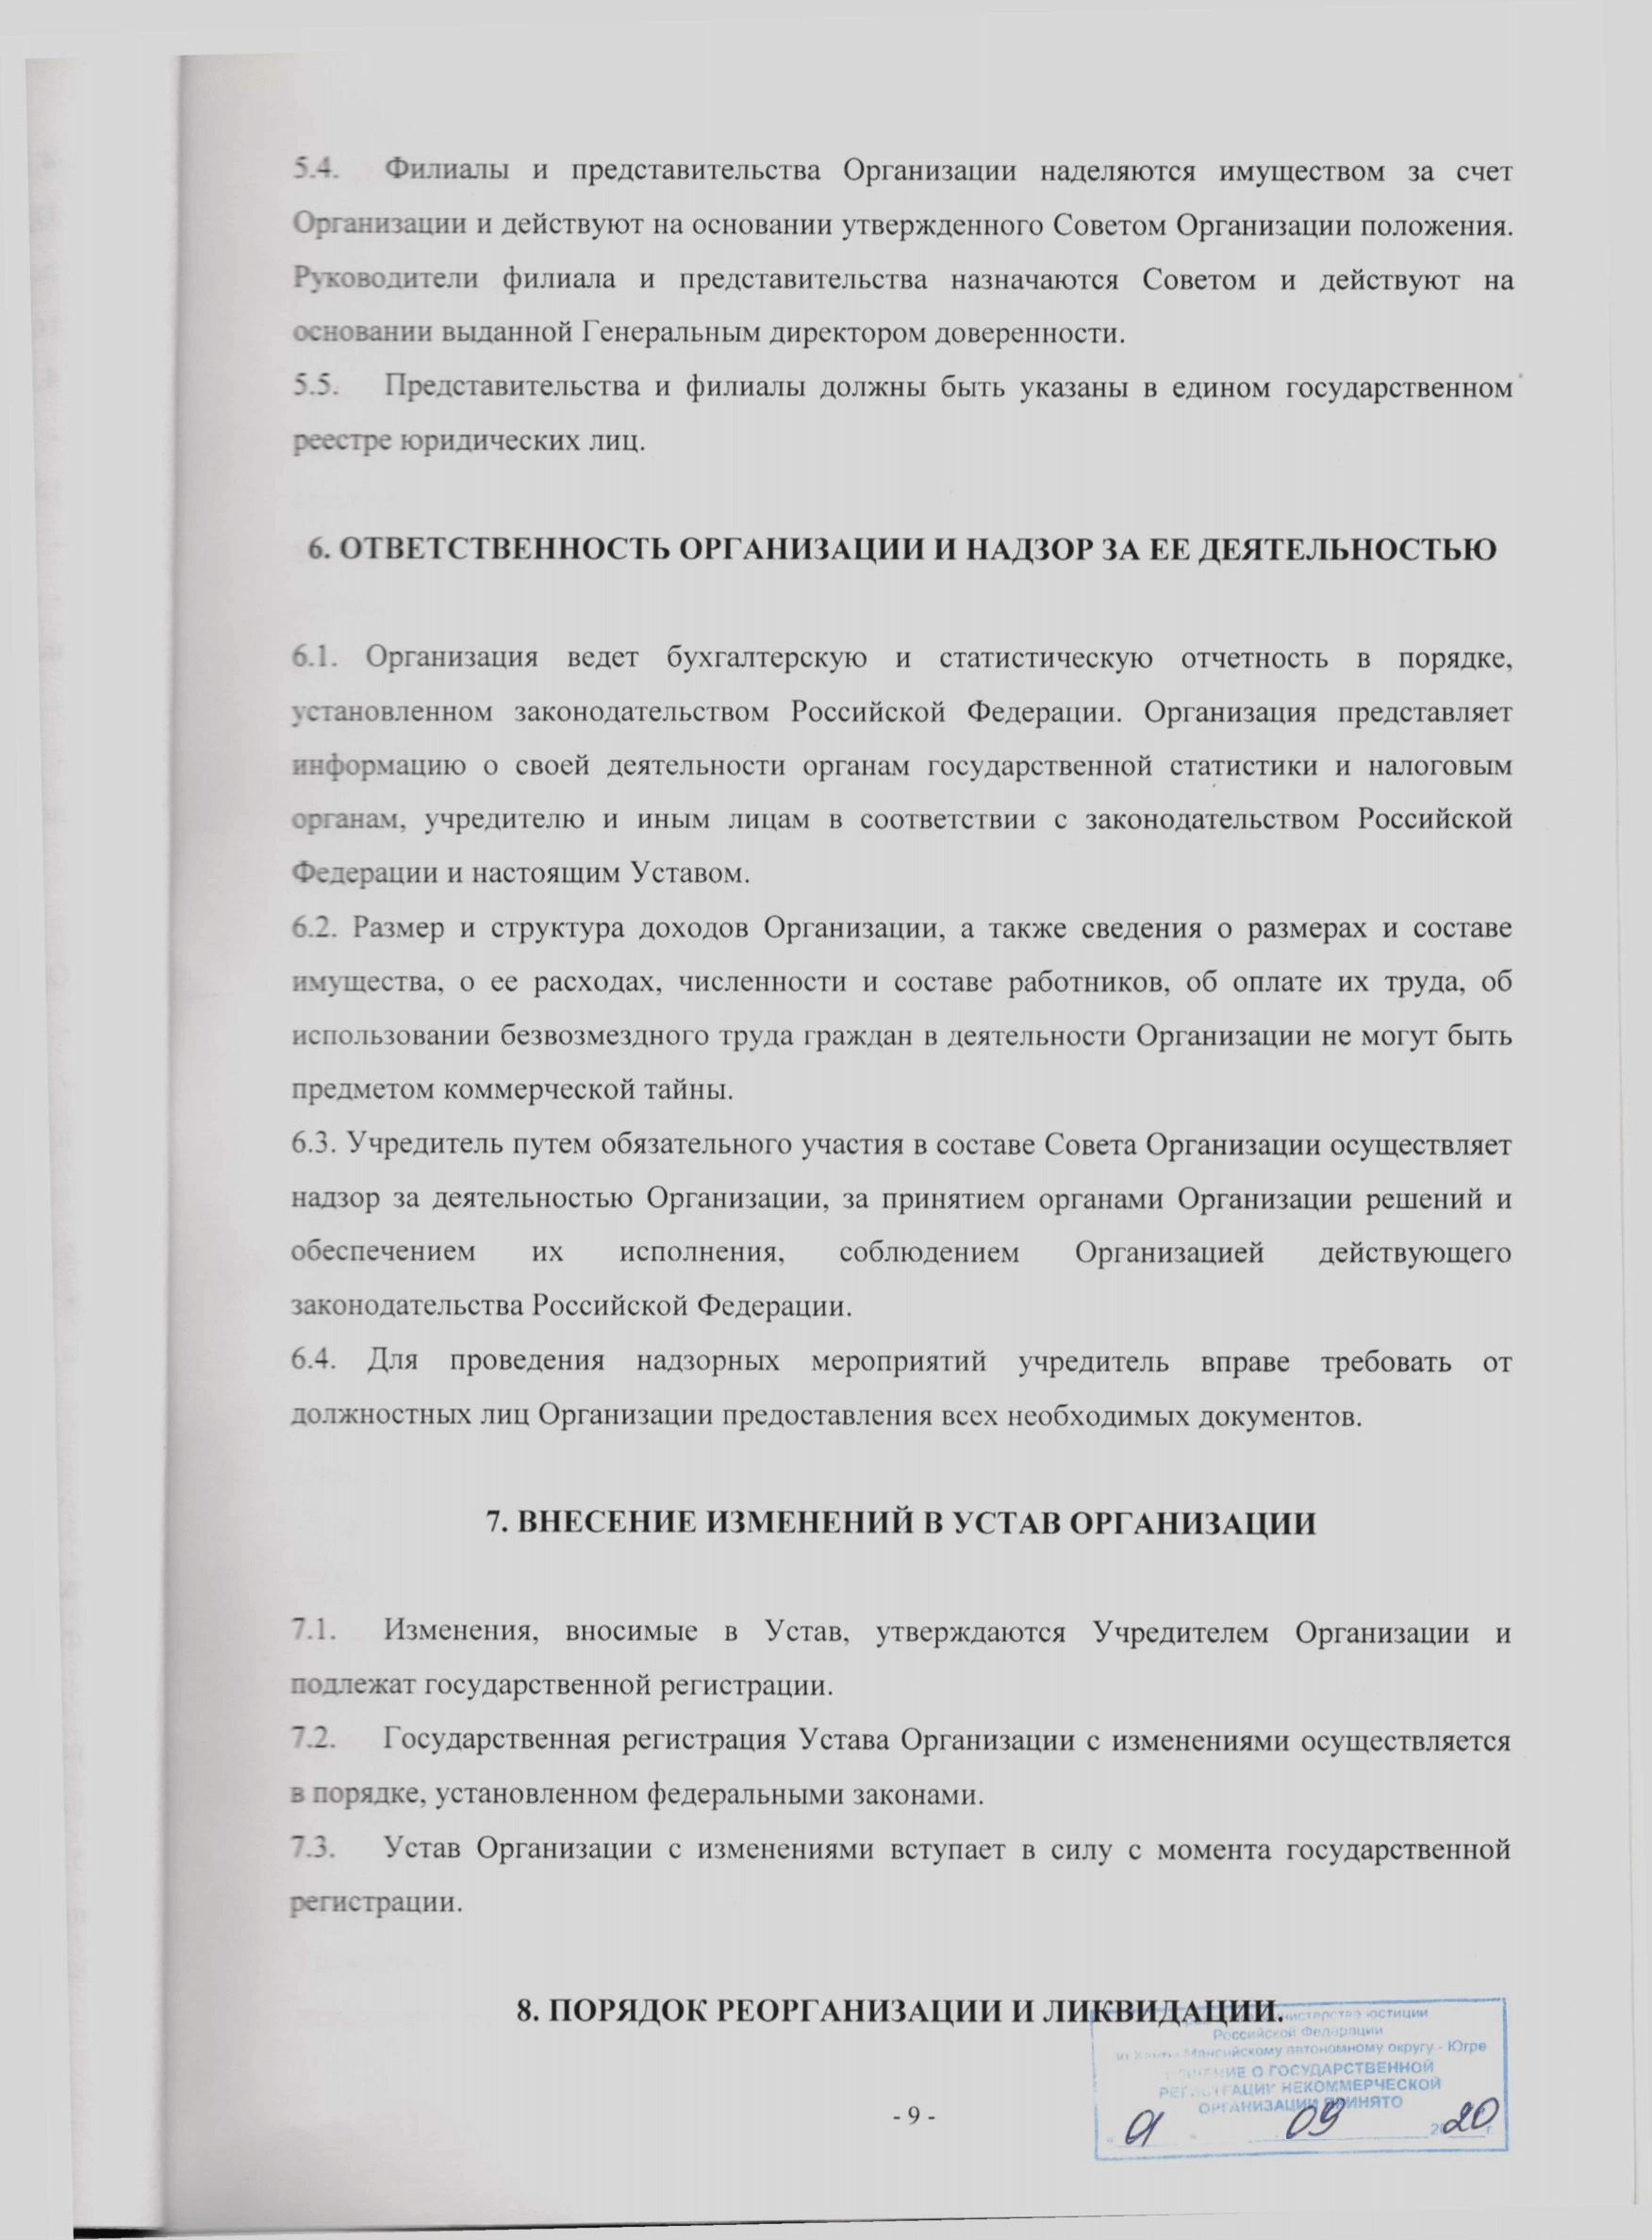 5.4. Филиалы и представительства Организации наделяются имуществом за счет
Организации и действуют на основании утвержденного Советом Организации положения.
Руководители филиала и представительства назначаются Советом и действуют на
основании выданной Генеральным директором доверенности.
5.5. Представительства и филиалы должны быть указаны в едином государственном
реестре юридических лиц.
6. ОТВЕТСТВЕННОСТЬ ОРГАНИЗАЦИИ И НАДЗОР ЗА ЕЕ ДЕЯТЕЛЬНОСТЬЮ
6.1. Организация ведет бухгалтерскую и статистическую отчетность в порядке,
установленном законодательством Российской Федерации. Организация представляет
информацию о своей деятельности органам государственной статистики и налоговым
органам, учредителю и иным лицам в соответствии с законодательством Российской
Федерации и настоящим Уставом.
6.2. Размер и структура доходов Организации, а также сведения о размерах и составе
имущества, о ее расходах, численности и составе работников, об оплате их труда, об
использовании безвозмездного труда граждан в деятельности Организации не могут быть
предметом коммерческой тайны.
6.3. Учредитель путем обязательного участия в составе Совета Организации осуществляет
надзор за деятельностью Организации, за принятием органами Организации решений и
обеспечением их исполнения, соблюдением Организацией действующего
законодательства Российской Федерации.
6.4. Для проведения надзорных мероприятий учредитель вправе требовать от
должностных лиц Организации предоставления всех необходимых документов.
7. ВНЕСЕНИЕ ИЗМЕНЕНИЙ В УСТАВ ОРГАНИЗАЦИИ
7.1. Изменения, вносимые в Устав, утверждаются Учредителем Организации и
подлежат государственной регистрации.
7.2. Государственная регистрация Устава Организации с изменениями осуществляется
в порядке, установленном федеральными законами.
7.3. Устав Организации с изменениями вступает в силу с момента государственной
регистрации.
8. ПОРЯДОК РЕОРГАНИЗАЦИИ И ЛИКВИДАЦИИ.
юстиции
Российской Федерации
по Ханты-Мансийскому автономному округу - Югре
О ГОСУДАРСТВЕННОЙ
РЕГИСТРАЦИИ НЕКОММЕРЧЕСКОЙ
ОРГАНИЗАЦИИ ПРИНЯТО
09 2020 г.
- 9 -